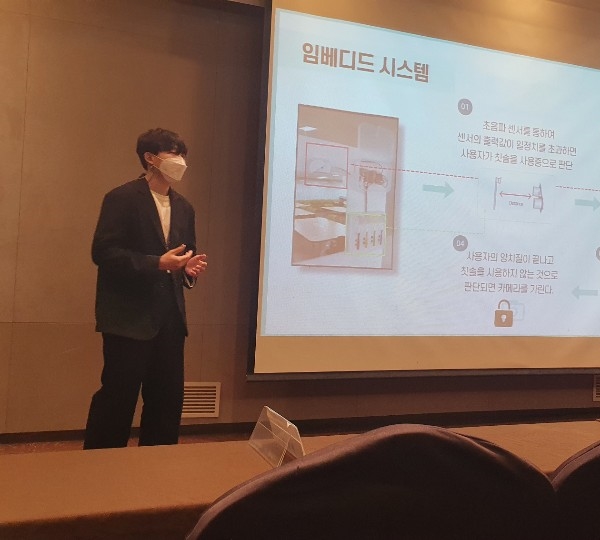 임베디드 시스템
01
초음파 센서를 통하여
센서의 출력값이 일정치를 초과하면
사용자가 칫솔을 사용중으로 판단
04
사용자의 양치질이 끝나고
칫솔을 사용하지 않는 것으로
판단되면 카메라를 가린다.